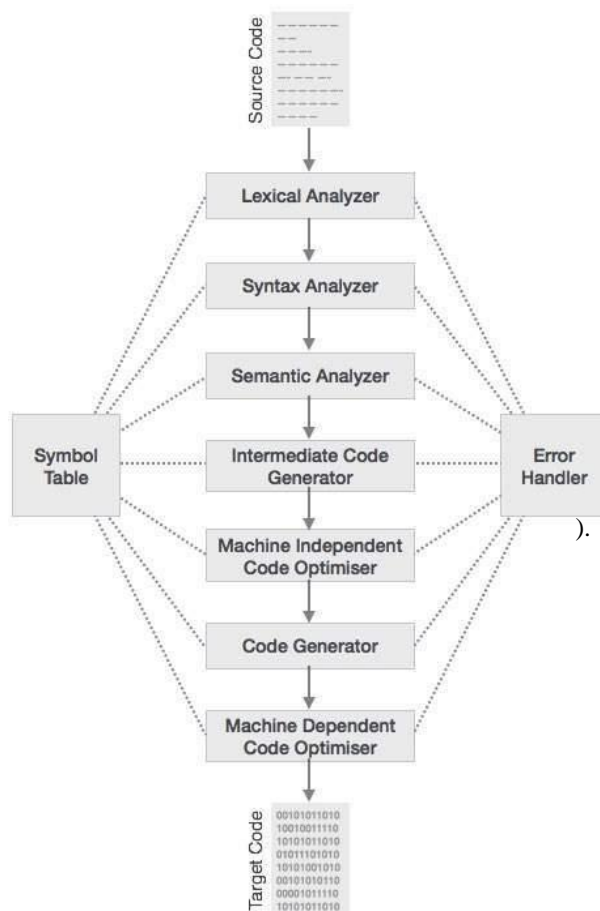 Source Code
Lexical Analyzer
Syntax Analyzer
Semantic Analyzer
Symbol
Table
Intermediate Code
Generator
Error
Handler
).
Machine Independent
Code Optimiser
Code Generator
Machine Dependent
Code Optimiser
Target Code
00101011010
10010011110
10101011010
01011101010
10101001010
00101010110
00001011110
10101011010